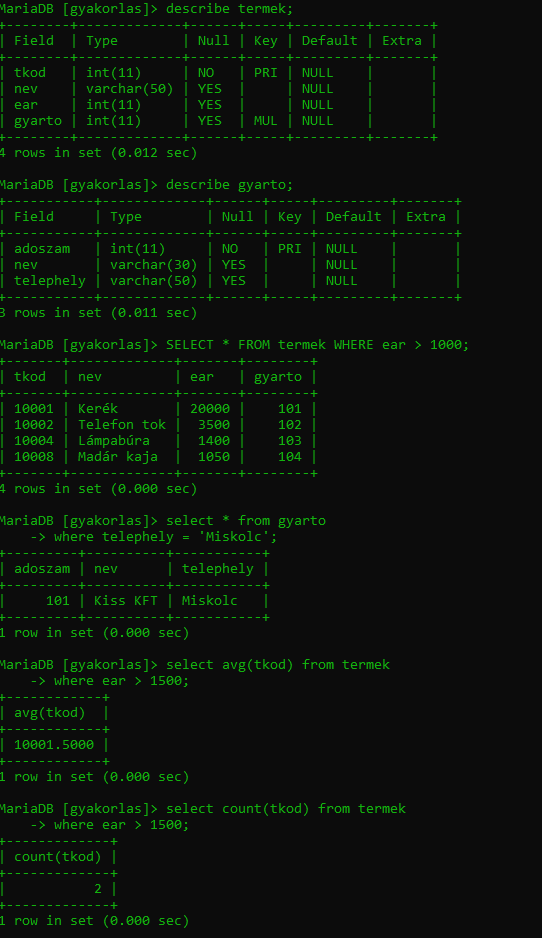 MariaDB [gyakorlas]> describe termek;
+--------+-------------+------+-----+---------+-------+
| Field  | Type        | Null | Key | Default | Extra |
+--------+-------------+------+-----+---------+-------+
| tkod   | int(11)     | NO   | PRI | NULL    |       |
| nev    | varchar(50) | YES  |     | NULL    |       |
| ear    | int(11)     | YES  |     | NULL    |       |
| gyarto | int(11)     | YES  | MUL | NULL    |       |
+--------+-------------+------+-----+---------+-------+
4 rows in set (0.012 sec)

MariaDB [gyakorlas]> describe gyarto;
+-----------+-------------+------+-----+---------+-------+
| Field     | Type        | Null | Key | Default | Extra |
+-----------+-------------+------+-----+---------+-------+
| adoszam   | int(11)     | NO   | PRI | NULL    |       |
| nev       | varchar(30) | YES  |     | NULL    |       |
| telephely | varchar(50) | YES  |     | NULL    |       |
+-----------+-------------+------+-----+---------+-------+
3 rows in set (0.011 sec)

MariaDB [gyakorlas]> SELECT * FROM termek WHERE ear > 1000;
+-------+-------------+-------+--------+
| tkod  | nev         | ear   | gyarto |
+-------+-------------+-------+--------+
| 10001 | Kerék       | 20000 |    101 |
| 10002 | Telefon tok |  3500 |    102 |
| 10004 | Lámpabúra   |  1400 |    103 |
| 10008 | Madár kaja  |  1050 |    104 |
+-------+-------------+-------+--------+
4 rows in set (0.000 sec)

MariaDB [gyakorlas]> select * from gyarto
    -> where telephely = 'Miskolc';
+---------+----------+-----------+
| adoszam | nev      | telephely |
+---------+----------+-----------+
|     101 | Kiss KFT | Miskolc   |
+---------+----------+-----------+
1 row in set (0.000 sec)

MariaDB [gyakorlas]> select avg(tkod) from termek
    -> where ear > 1500;
+------------+
| avg(tkod)  |
+------------+
| 10001.5000 |
+------------+
1 row in set (0.000 sec)

MariaDB [gyakorlas]> select count(tkod) from termek
    -> where ear > 1500;
+-------------+
| count(tkod) |
+-------------+
|           2 |
+-------------+
1 row in set (0.000 sec)